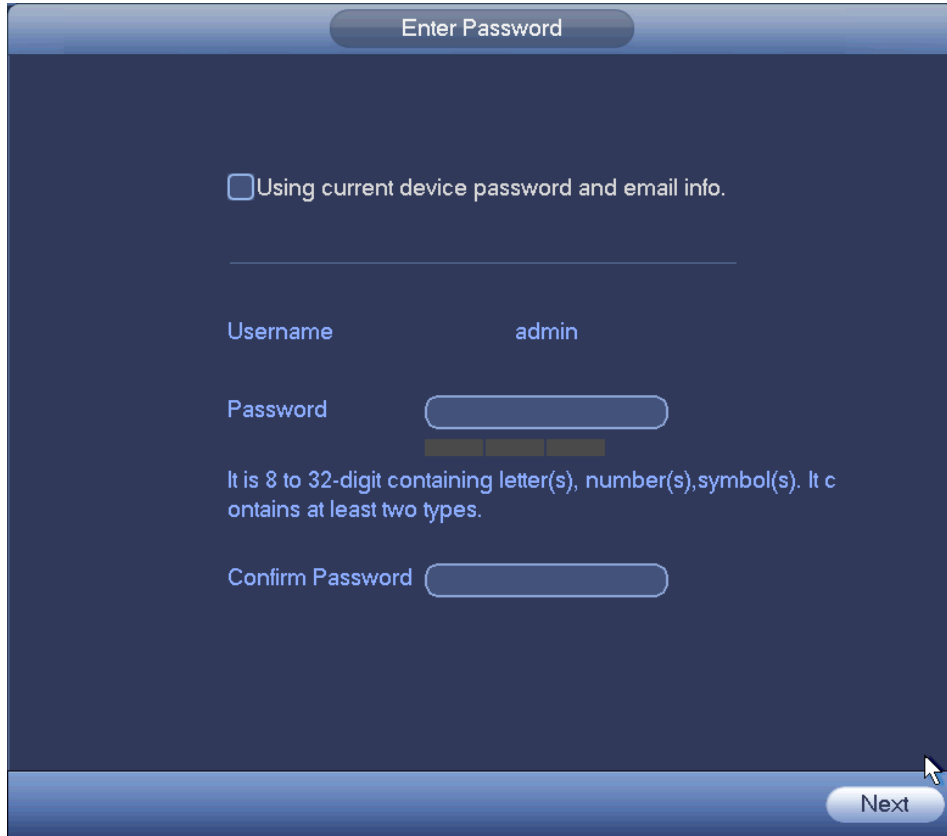 Enter Password
Using current device password and email info.
Username admin
Password
It is 8 to 32-digit containing letter(s), number(s),symbol(s). It c
ontains at least two types.
Confirm Password
Next